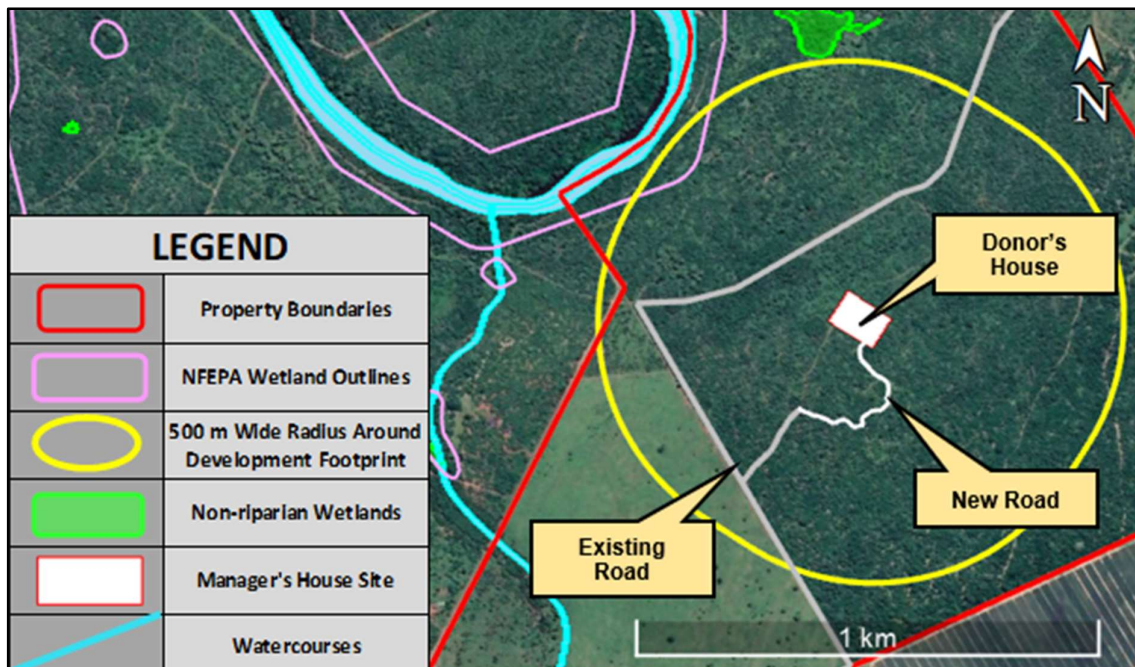 N
Donor's
House
New Road
Existing
Road
1 km
LEGEND
Property Boundaries
NFEPA Wetland Outlines
500 m Wide Radius Around
Development Footprint
Non-riparian Wetlands
Manager's House Site
Watercourses